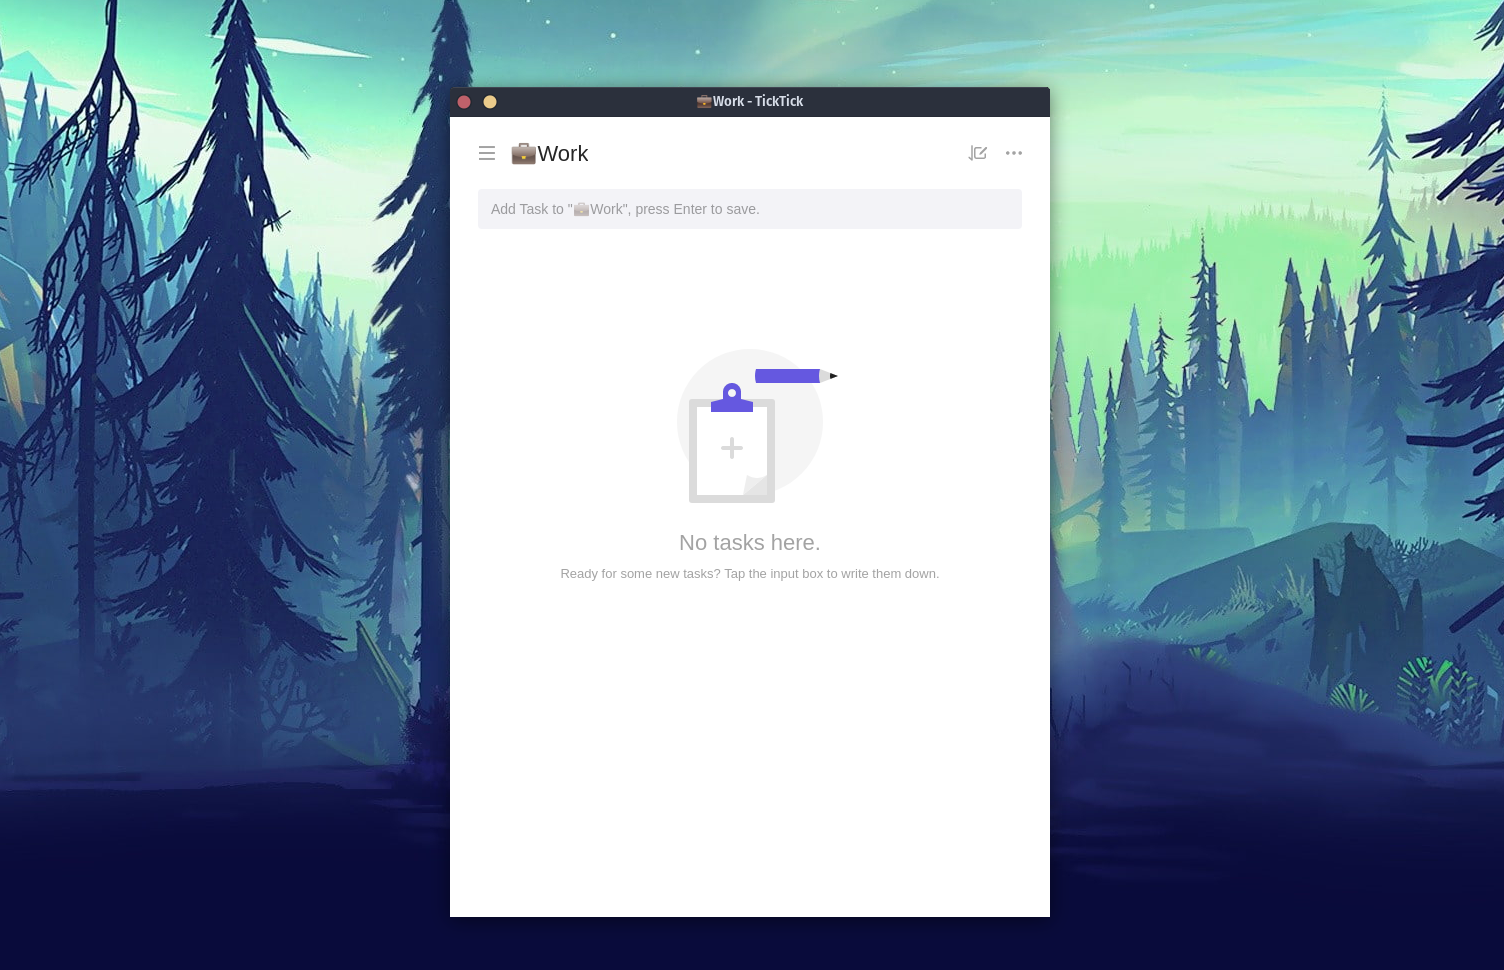 💼Work - TickTick
💼Work
Add Task to "💼Work", press Enter to save.
No tasks here.
Ready for some new tasks? Tap the input box to write them down.